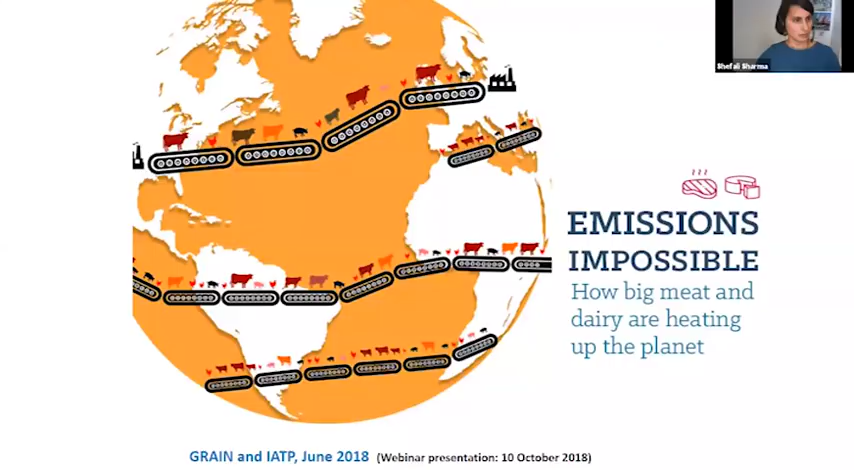 Shefali Sharma
EMISSIONS
IMPOSSIBLE
How big meat and
dairy are heating
up the planet
GRAIN and IATP, June 2018 (Webinar presentation: 10 October 2018)